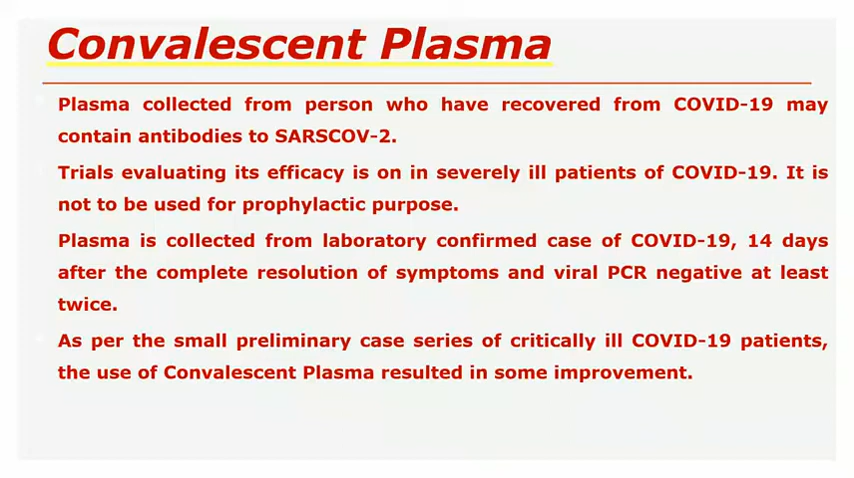 Convalescent Plasma
Plasma collected from person who have recovered from COVID-19 may
contain antibodies to SARSCOV-2.
Trials evaluating its efficacy is on in severely ill patients of COVID-19. It is
not to be used for prophylactic purpose.
Plasma is collected from laboratory confirmed case of COVID-19, 14 days
after the complete resolution of symptoms and viral PCR negative at least
twice.
As per the small preliminary case series of critically ill COVID-19 patients,
the use of Convalescent Plasma resulted in some improvement.